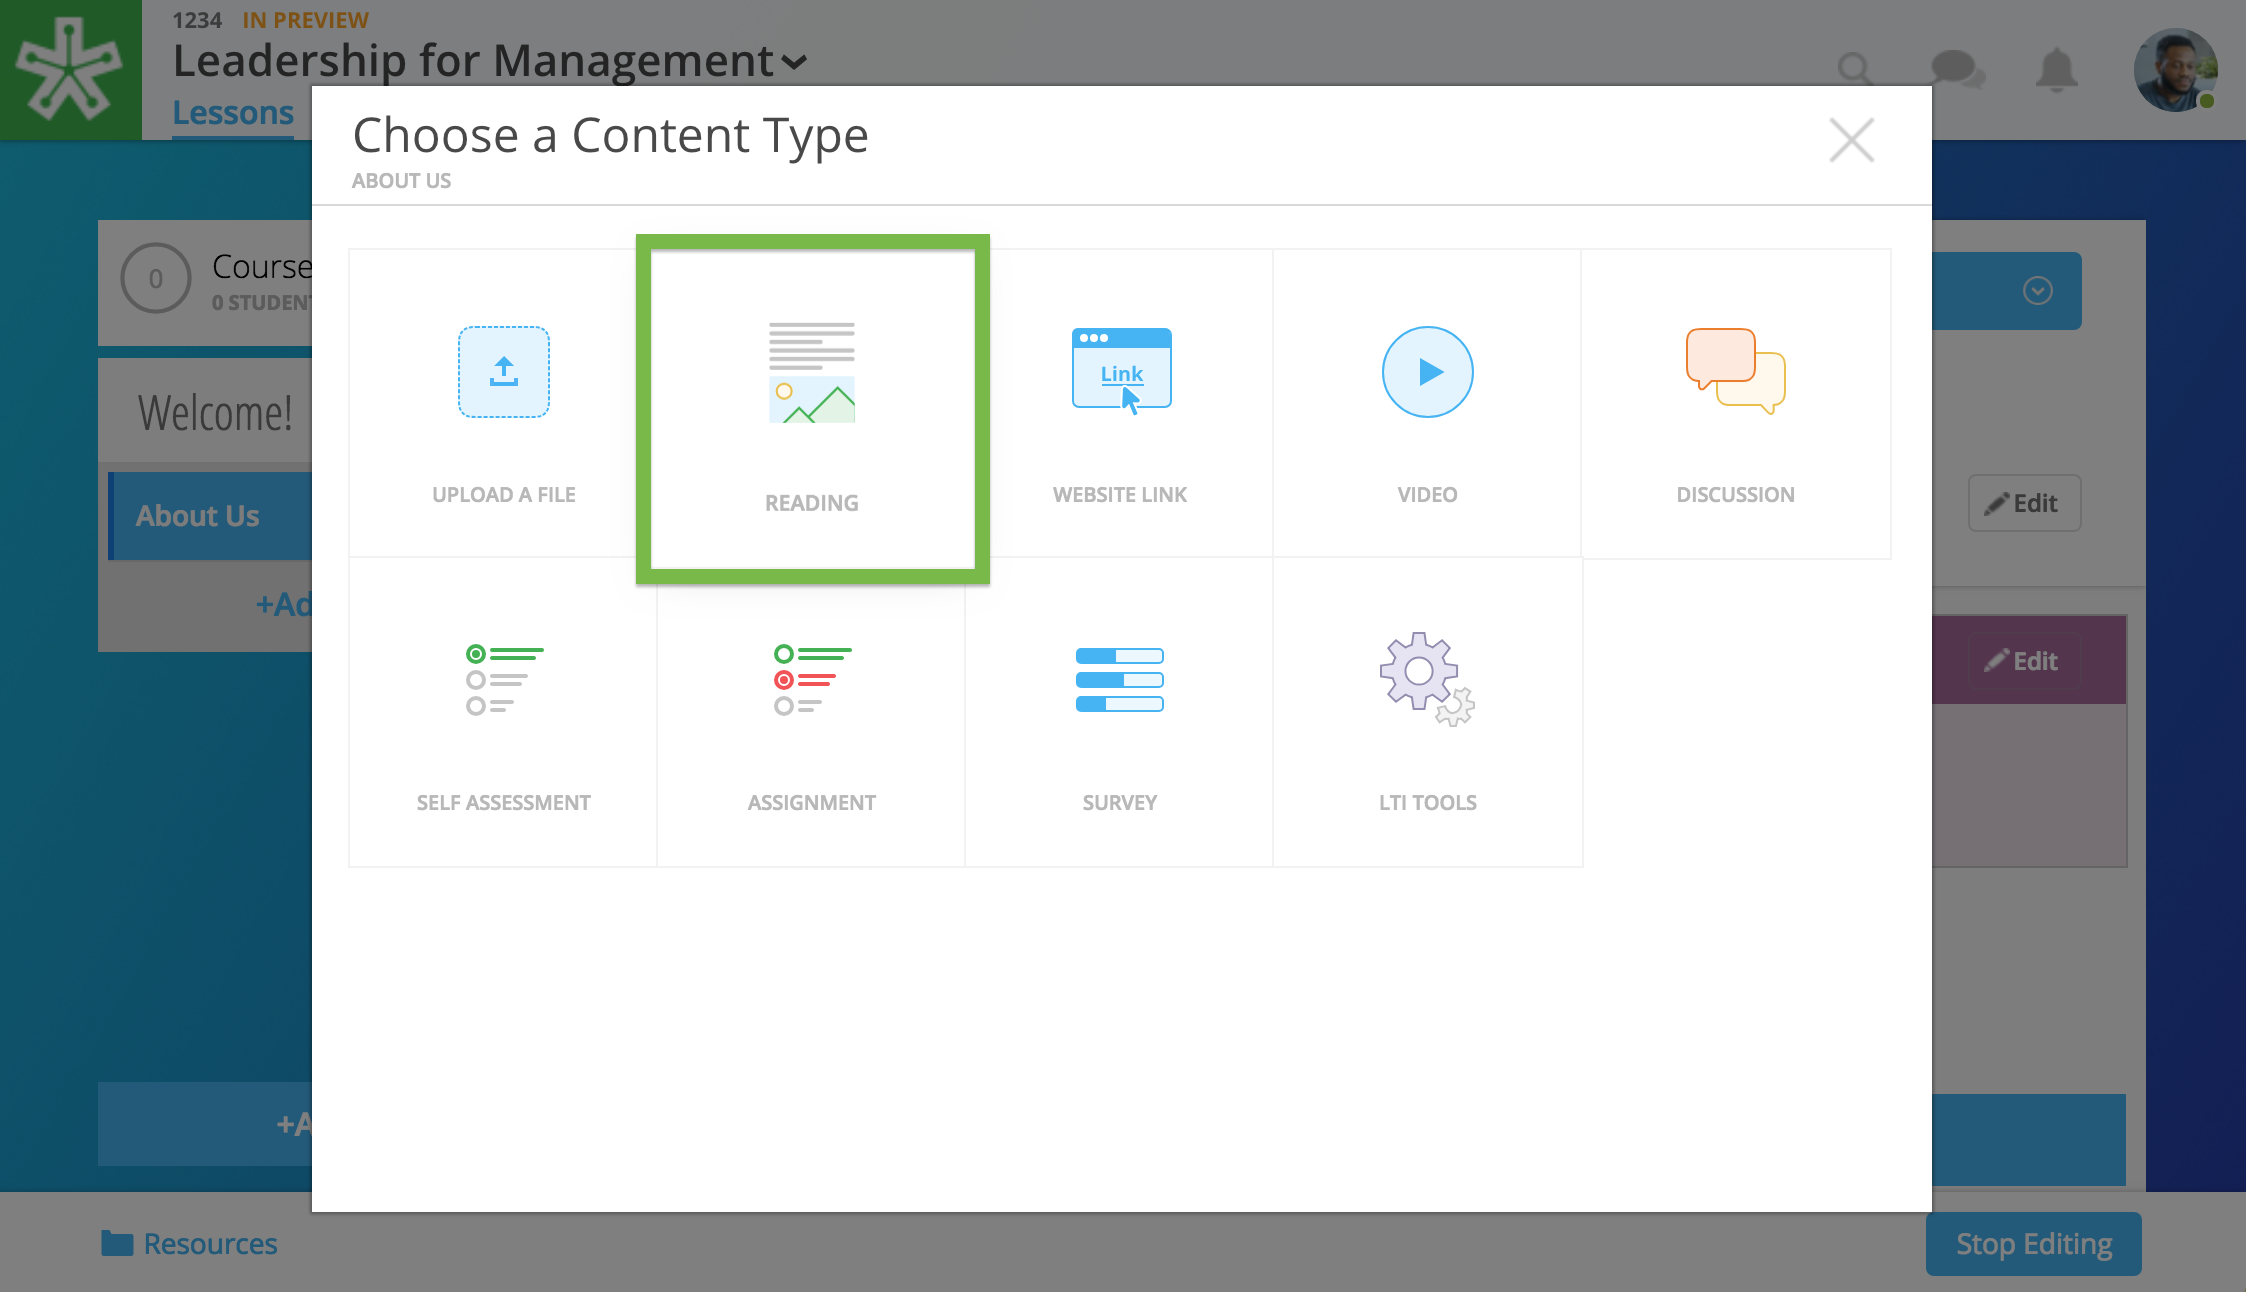 1234 IN PREVIEW
Leadership for Management
Lessons
Choose a Content Type
ABOUT US
0
Course
0 STUDENT
Welcome!
About Us
+Ad
+A
UPLOAD A FILE
READING
Link
WEBSITE LINK
VIDEO
DISCUSSION
SELF ASSESSMENT
ASSIGNMENT
SURVEY
LTI TOOLS
Edit
Edit
Resources
Stop Editing